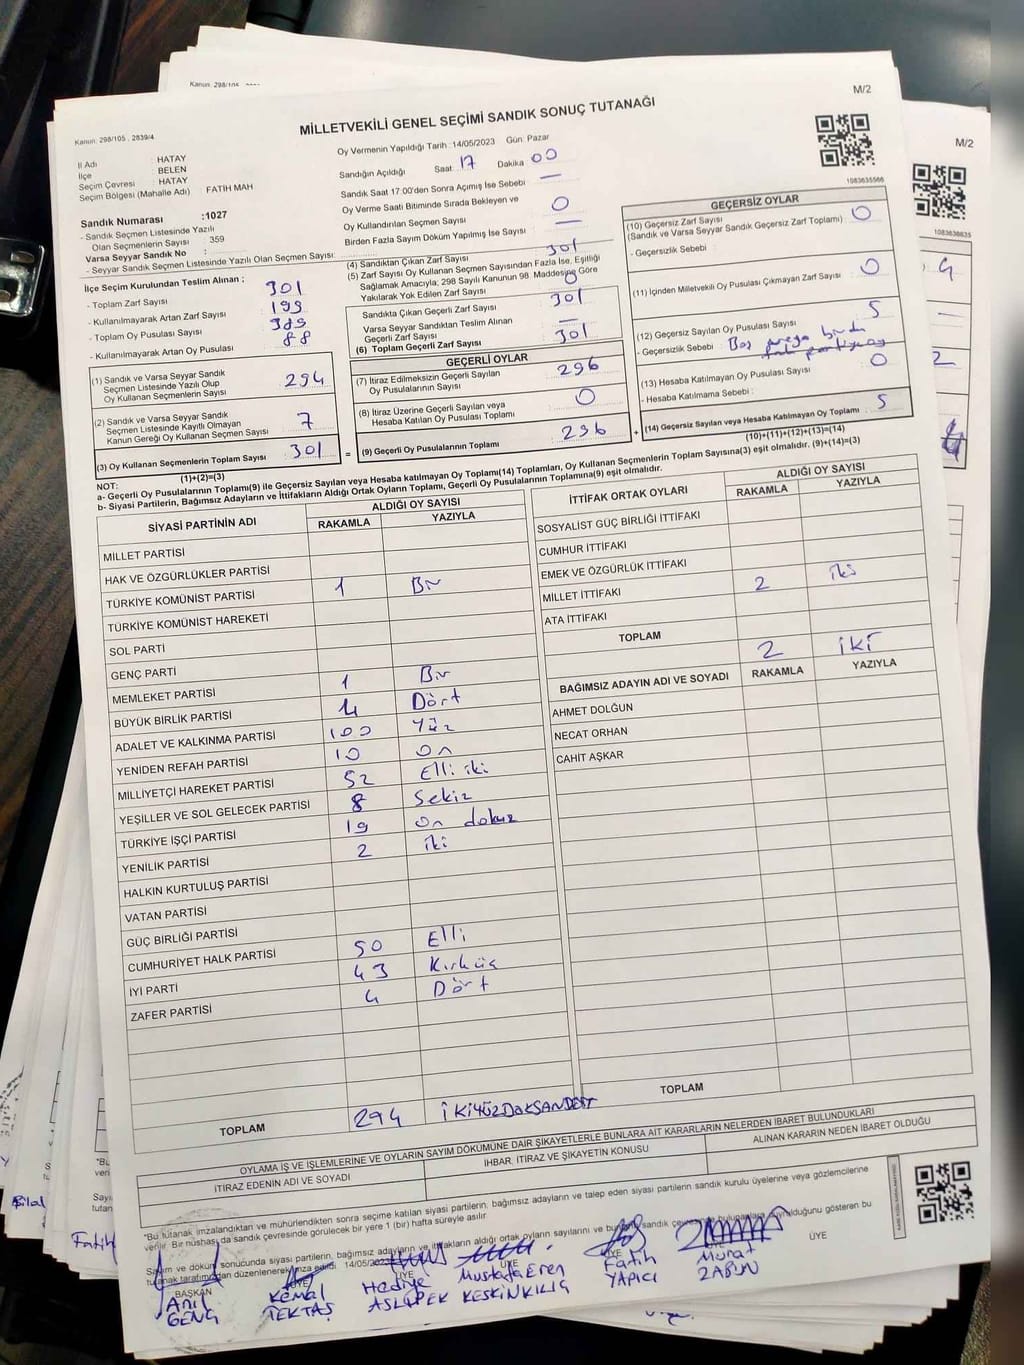 Kanun: 298/105
M/2
Kanun: 298/105 , 2839/4
MİLLETVEKİLİ GENEL SEÇİMİ SANDIK SONUÇ TUTANAĞI
M/2
İl Adı : HATAY
İlçe : BELEN
Seçim Çevresi : HATAY
Seçim Bölgesi (Mahalle Adı) : FATİH MAH
Oy Vermenin Yapıldığı Tarih :14/05/2023 Gün: Pazar
Sandığın Açıldığı Saat: 17 Dakika 00
Sandık Saat 17.00'den Sonra Açımış İse Sebebi —
Oy Verme Saati Bitiminde Sırada Bekleyen ve
Oy Kullandırılan Seçmen Sayısı 0
Birden Fazla Sayım Döküm Yapılmış İse Sayısı —
1083635566
1083636635
Sandık Numarası :1027
- Sandık Seçmen Listesinde Yazılı
Olan Seçmenlerin Sayısı : 359
Varsa Seyyar Sandık No :
- Seyyar Sandık Seçmen Listesinde Yazılı Olan Seçmen Sayısı:
İlçe Seçim Kurulundan Teslim Alınan ;
- Toplam Zarf Sayısı : 301
- Kullanılmayarak Artan Zarf Sayısı : 199
- Toplam Oy Pusulası Sayısı : 389
- Kullanılmayarak Artan Oy Pusulası : 88
(1) Sandık ve Varsa Seyyar Sandık
Seçmen Listesinde Yazılı Olup
Oy Kullanan Seçmenlerin Sayısı : 294
(2) Sandık ve Varsa Seyyar Sandık
Seçmen Listesinde Kayıtlı Olmayan
Kanun Gereği Oy Kullanan Seçmen Sayısı : 7
(3) Oy Kullanan Seçmenlerin Toplam Sayısı : 301
(1)+(2)=(3)
(4) Sandıktan Çıkan Zarf Sayısı 301
(5) Zarf Sayısı Oy Kullanan Seçmen Sayısından Fazla İse, Eşitliği
Sağlamak Amacıyla; 298 Sayılı Kanunun 98. Maddesine Göre
Yakılarak Yok Edilen Zarf Sayısı 0
Sandıkta Çıkan Geçerli Zarf Sayısı 301
Varsa Seyyar Sandıktan Teslim Alınan
Geçerli Zarf Sayısı —
(6) Toplam Geçerli Zarf Sayısı : 301
GEÇERLİ OYLAR
(7) İtiraz Edilmeksizin Geçerli Sayılan
Oy Pusulalarının Sayısı : 296
(8) İtiraz Üzerine Geçerli Sayılan veya
Hesaba Katılan Oy Pusulası Toplamı : 0
(9) Geçerli Oy Pusulalarının Toplamı : 296
GEÇERSİZ OYLAR
(10) Geçersiz Zarf Sayısı
(Sandık ve Varsa Seyyar Sandık Geçersiz Zarf Toplamı) : 0
- Geçersizlik Sebebi :
(11) İçinden Milletvekili Oy Pusulası Çıkmayan Zarf Sayısı : 0
(12) Geçersiz Sayılan Oy Pusulası Sayısı : 5
- Geçersizlik Sebebi : Boş birden
(13) Hesaba Katılmayan Oy Pusulası Sayısı : 0
- Hesaba Katılmama Sebebi :
(14) Geçersiz Sayılan veya Hesaba Katılmayan Oy Toplamı : 5
(10)+(11)+(12)+(13)=(14)
NOT:
a- Geçerli Oy Pusulalarının Toplamı(9) ile Geçersiz Sayılan veya Hesaba katılmayan Oy Toplamı(14) Toplamları, Oy Kullanan Seçmenlerin Toplam Sayısına(3) eşit olmalıdır. (9)+(14)=(3)
b- Siyasi Partilerin, Bağımsız Adayların ve İttifakların Aldığı Ortak Oyların Toplamı, Geçerli Oy Pusulalarının Toplamına(9) eşit olmalıdır.
SİYASİ PARTİNİN ADI ALDIĞI OY SAYISI
RAKAMLA YAZIYLA
MİLLET PARTİSİ
HAK VE ÖZGÜRLÜKLER PARTİSİ
TÜRKİYE KOMÜNİST PARTİSİ 1 Bir
TÜRKİYE KOMÜNİST HAREKETİ
SOL PARTİ
GENÇ PARTİ
MEMLEKET PARTİSİ 1 Bir
BÜYÜK BİRLİK PARTİSİ 4 Dört
ADALET VE KALKINMA PARTİSİ 100 Yüz
YENİDEN REFAH PARTİSİ 10 On
MİLLİYETÇİ HAREKET PARTİSİ 52 Elli iki
YEŞİLLER VE SOL GELECEK PARTİSİ 8 Sekiz
TÜRKİYE İŞÇİ PARTİSİ 19 On dokuz
YENİLİK PARTİSİ 2 iki
HALKIN KURTULUŞ PARTİSİ
VATAN PARTİSİ
GÜÇ BİRLİĞİ PARTİSİ
CUMHURİYET HALK PARTİSİ 50 Elli
İYİ PARTİ 43 Kırküç
ZAFER PARTİSİ 4 Dört
TOPLAM 294 İKİYÜZDOKSANDÖRT
İTTİFAK ORTAK OYLARI ALDIĞI OY SAYISI
RAKAMLA YAZIYLA
SOSYALİST GÜÇ BİRLİĞİ İTTİFAKI
CUMHUR İTTİFAKI
EMEK VE ÖZGÜRLÜK İTTİFAKI
MİLLET İTTİFAKI 2 iki
ATA İTTİFAKI
TOPLAM 2 İKİ
BAĞIMSIZ ADAYIN ADI VE SOYADI RAKAMLA YAZIYLA
AHMET DOLĞUN
NECAT ORHAN
CAHİT AŞKAR
TOPLAM
OYLAMA İŞ VE İŞLEMLERİNE VE OYLARIN SAYIM DÖKÜMÜNE DAİR ŞİKAYETLERLE BUNLARA AİT KARARLARIN NELERDEN İBARET BULUNDUKLARI
İTİRAZ EDENİN ADI VE SOYADI İHBAR, İTİRAZ VE ŞİKAYETİN KONUSU ALINAN KARARIN NEDEN İBARET OLDUĞU
"Bu tutanak imzalandıktan ve mühürlendikten sonra seçime katılan siyasi partilerin, bağımsız adayların ve talep eden siyasi partilerin sandık kurulu üyelerine veya gözlemcilerine
verilir. Bir nüshası da sandık çevresinde görülecek bir yere 1 (bir) hafta süreyle asılır.
Sayım ve döküm sonucunda siyasi partilerin, bağımsız adayların ve ittifakların aldığı ortak oyların sayılarını ve bu sandık çevresinde gösteren bu
tutanak tarafımızdan düzenlenerek imza edildi. 14/05/2023
BAŞKAN ÜYE ÜYE ÜYE ÜYE ÜYE
Anıl GENÇ
Kemal TEKTAŞ
Hediye
Mustafa Eren KESKİNKILIÇ
Fatih YAPICI
Murat ZABUN
ÜYE
Bilal
Fatih